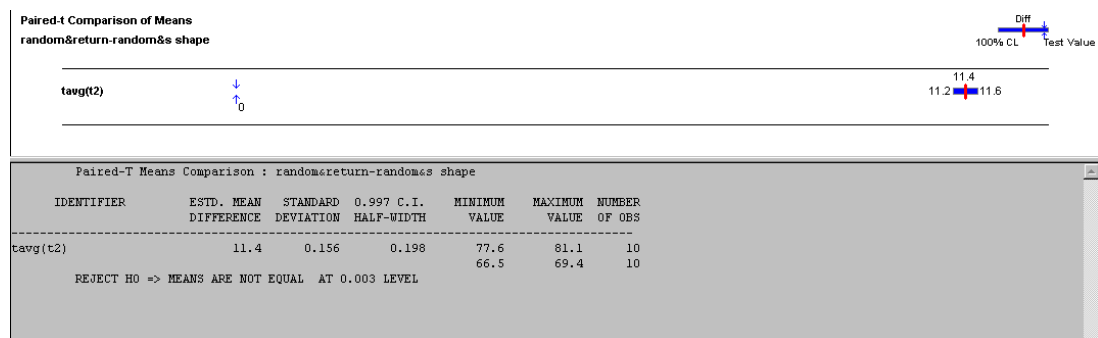 Paired-t Comparison of Means
random&return-random&s shape
Diff
100% CL Test Value
tavg(t2)
0
11.4
11.2 11.6
Paired-T Means Comparison : random&return-random&s shape
IDENTIFIER ESTD. MEAN STANDARD 0.997 C.I. MINIMUM MAXIMUM NUMBER
DIFFERENCE DEVIATION HALF-WIDTH VALUE VALUE OF OBS
tavg(t2) 11.4 0.156 0.198 77.6 81.1 10
66.5 69.4 10
REJECT H0 => MEANS ARE NOT EQUAL AT 0.003 LEVEL